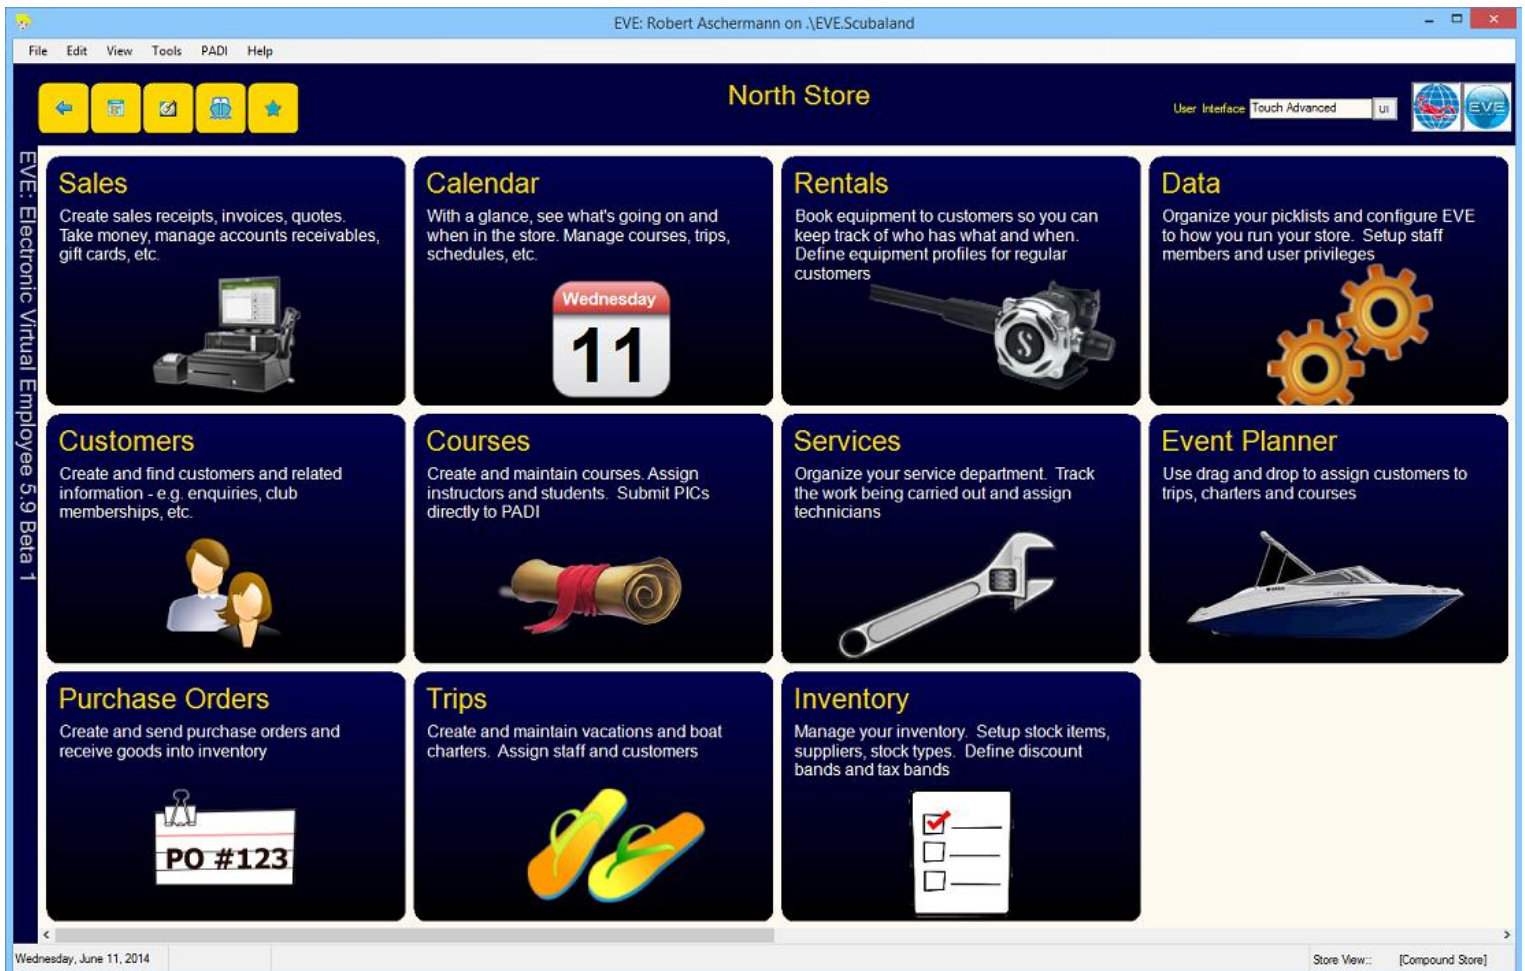 EVE: Robert Aschermann on .\EVE.Scubaland
File Edit View Tools PADI Help
North Store
User Interface Touch Advanced UI
EVE
EVE: Electronic Virtual Employee 5.9 Beta 1
Sales
Create sales receipts, invoices, quotes.
Take money, manage accounts receivables,
gift cards, etc.
Calendar
With a glance, see what's going on and
when in the store. Manage courses, trips,
schedules, etc.
Wednesday
11
Rentals
Book equipment to customers so you can
keep track of who has what and when.
Define equipment profiles for regular
customers
S
Data
Organize your picklists and configure EVE
to how you run your store. Setup staff
members and user privileges
Customers
Create and find customers and related
information - e.g. enquiries, club
memberships, etc.
Courses
Create and maintain courses. Assign
instructors and students. Submit PICs
directly to PADI
Services
Organize your service department. Track
the work being carried out and assign
technicians
Event Planner
Use drag and drop to assign customers to
trips, charters and courses
Purchase Orders
Create and send purchase orders and
receive goods into inventory
PO #123
Trips
Create and maintain vacations and boat
charters. Assign staff and customers
Inventory
Manage your inventory. Setup stock items,
suppliers, stock types. Define discount
bands and tax bands
Wednesday, June 11, 2014
Store View:: [Compound Store]